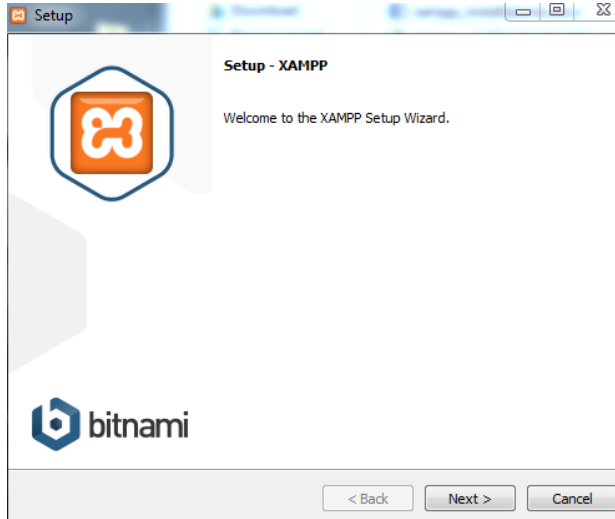 Setup
Setup - XAMPP
Welcome to the XAMPP Setup Wizard.
bitnami
< Back
Next >
Cancel